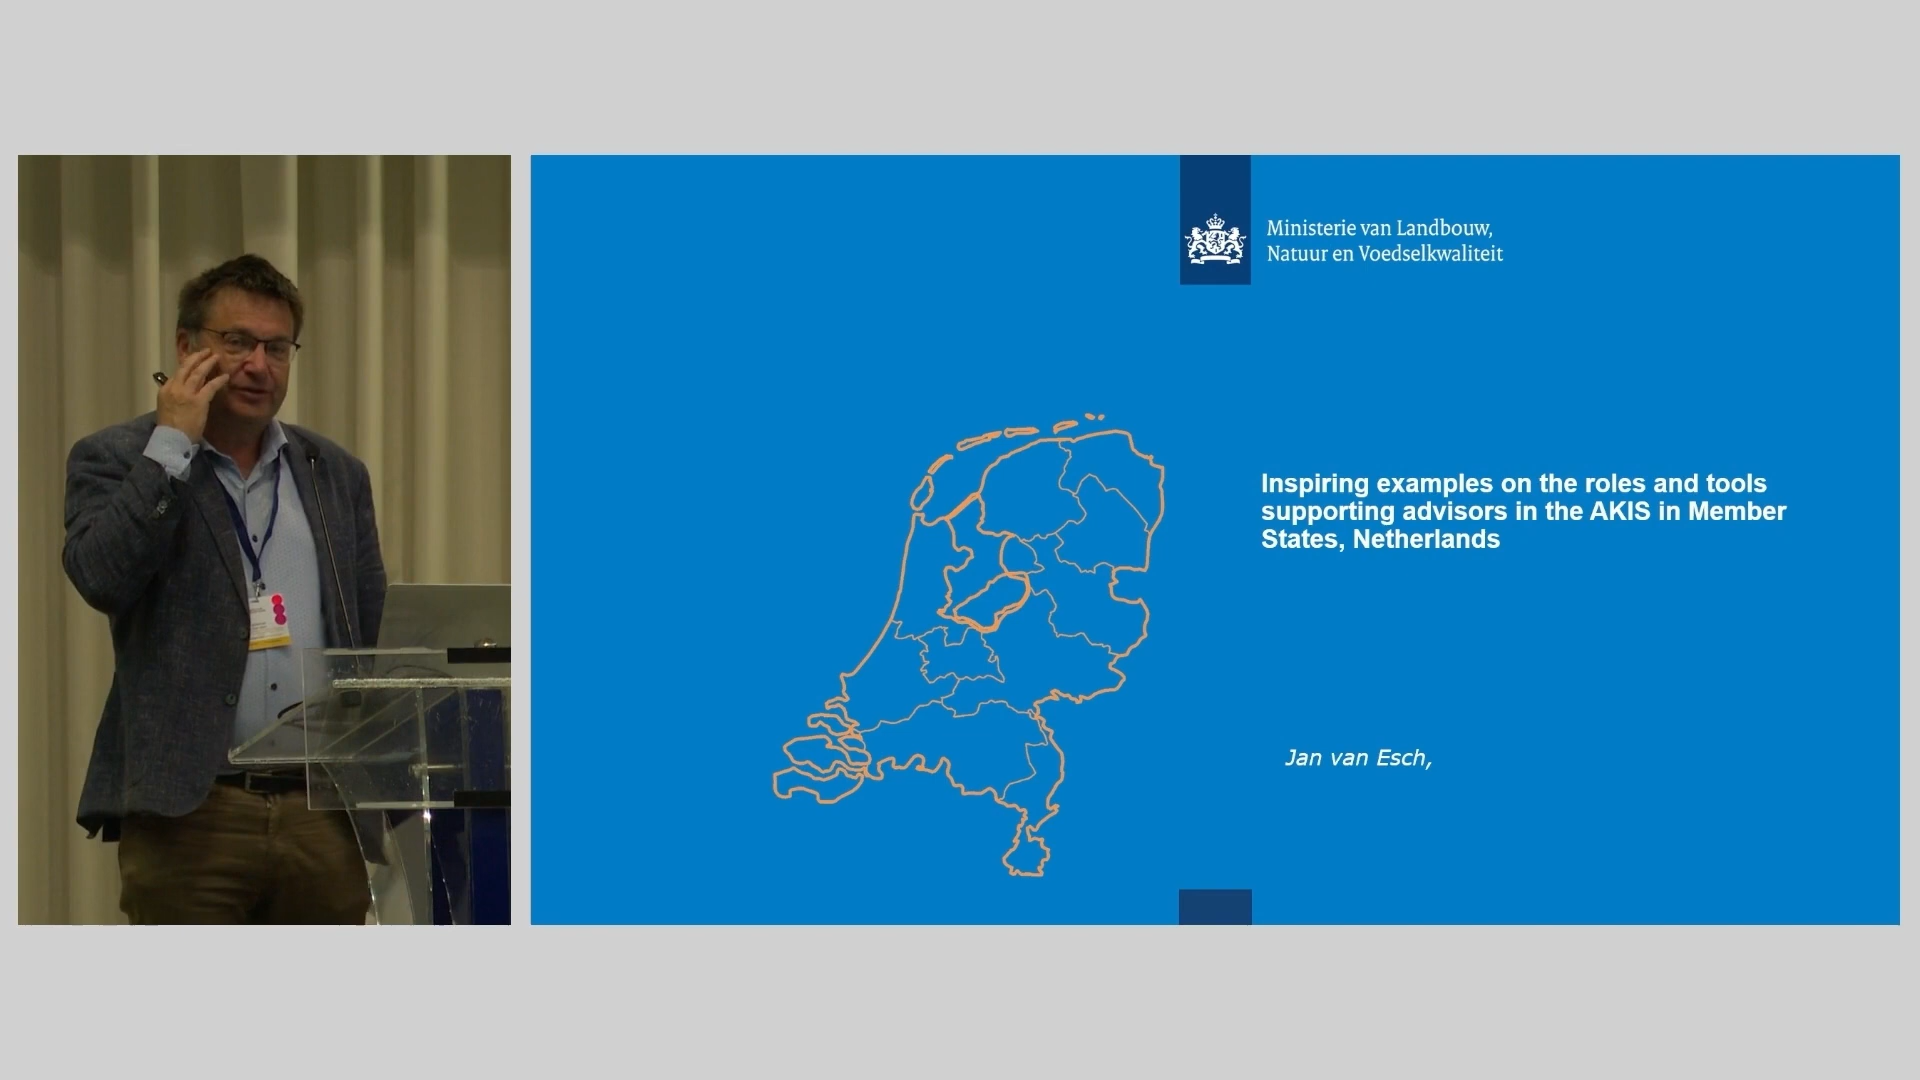 Ministerie van Landbouw,
Natuur en Voedselkwaliteit
Inspiring examples on the roles and tools
supporting advisors in the AKIS in Member
States, Netherlands
Jan van Esch,